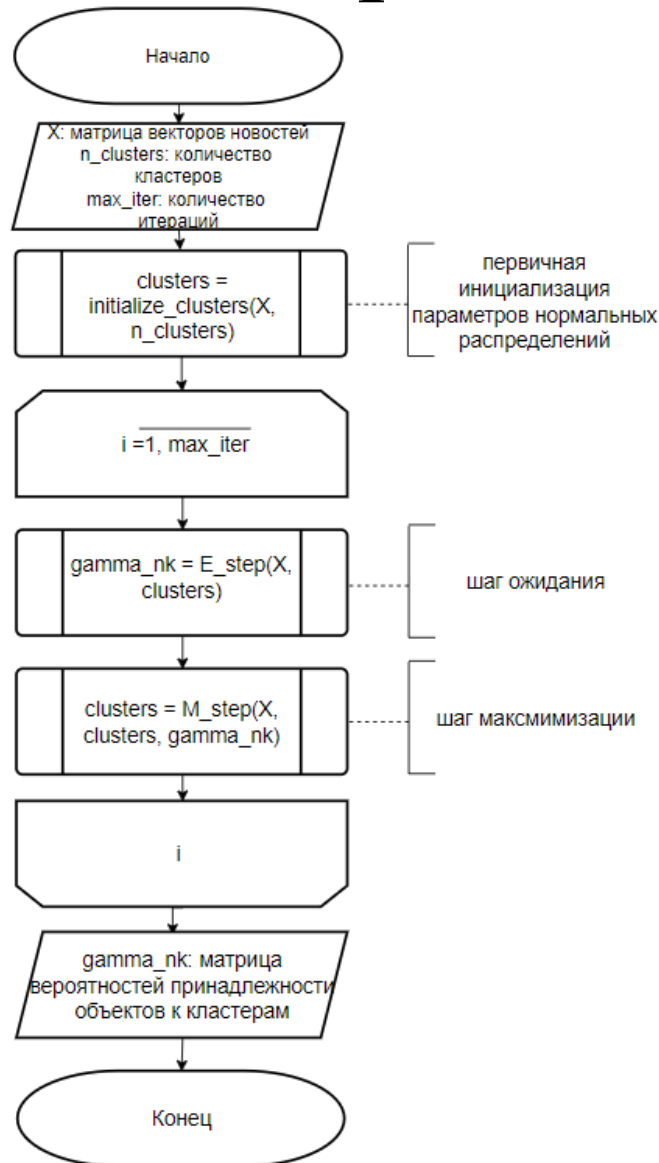 Начало
X: матрица векторов новостей
n_clusters: количество
кластеров
max_iter: количество
итераций
clusters =
initialize_clusters(X,
n_clusters)
первичная
инициализация
параметров нормальных
распределений
i =1, max_iter
gamma_nk = E_step(X,
clusters)
шаг ожидания
clusters = M_step(X,
clusters, gamma_nk)
шаг максмимизации
i
gamma_nk: матрица
вероятностей принадлежности
объектов к кластерам
Конец